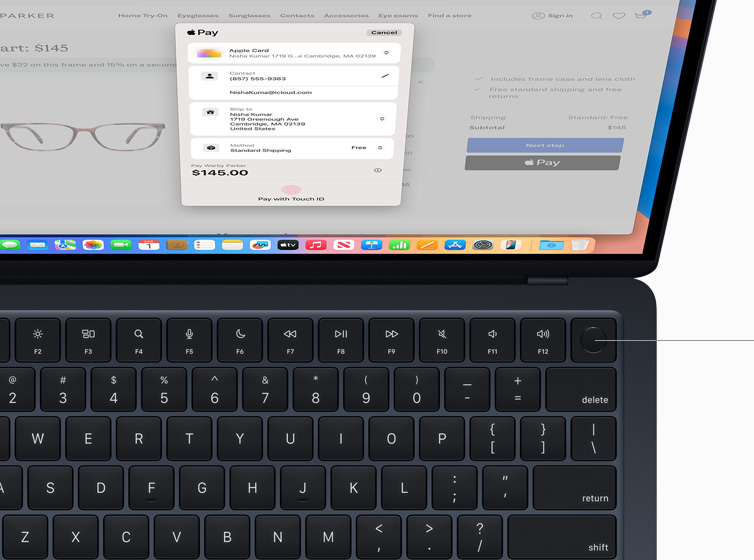 PARKER
Home Try-On Eyeglasses Sunglasses Contacts Accessories Eye exams Find a store
Sign in
1
art: $145
ve $22 on this frame and 15% on a second
Pay
Cancel
Apple Card
Nisha Kumar 1719 G...e Cambridge, MA 02139
Contact
(857) 555-9383
NishaKuma@icloud.com
Ship to
Nisha Kumar
1719 Greenough Ave
Cambridge, MA 02139
United States
Method
Standard Shipping
Free
Pay Warby Parker
$145.00
Pay with Touch ID
Includes frame case and lens cloth
Free standard shipping and free
returns
Shipping Standard: Free
Subtotal $145
Next step
Pay
tv
F2 F3 F4 F5 F6 F7 F8 F9 F10 F11 F12
@ # $ % ^ & * ( ) _ +
2 3 4 5 6 7 8 9 0 - = delete
W E R T Y U I O P { [ } ] | \
A S D F G H J K L : ; " ' return
Z X C V B N M < , > . ? / shift